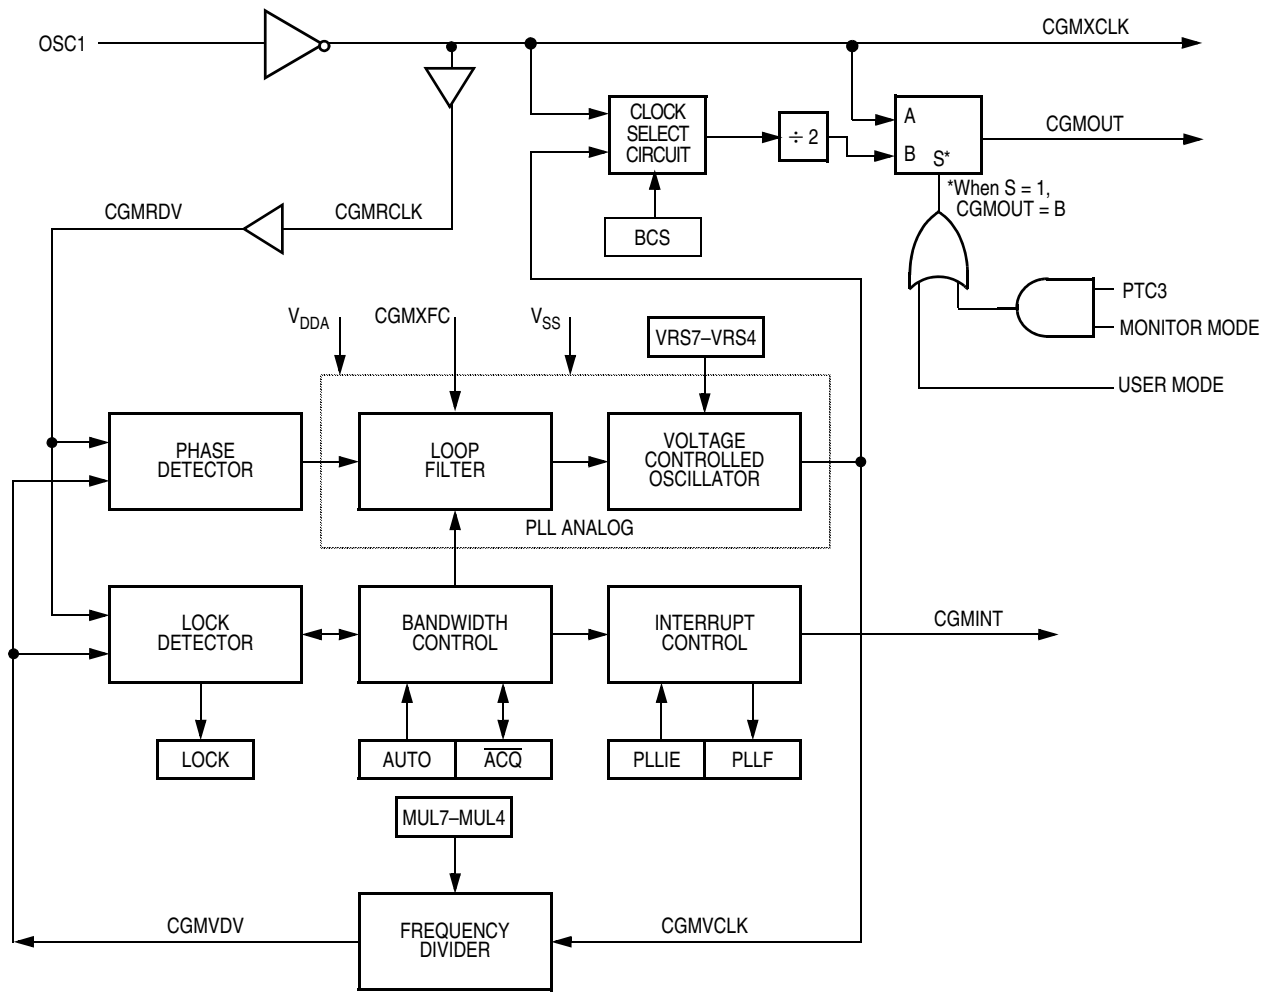 OSC1
CGMXCLK
CLOCK
SELECT
CIRCUIT
÷ 2
A
B
S*
CGMOUT
*When S = 1,
CGMOUT = B
CGMRDV
CGMRCLK
BCS
PTC3
MONITOR MODE
USER MODE
VDDA
CGMXFC
VSS
VRS7–VRS4
PHASE
DETECTOR
LOOP
FILTER
VOLTAGE
CONTROLLED
OSCILLATOR
PLL ANALOG
LOCK
DETECTOR
BANDWIDTH
CONTROL
INTERRUPT
CONTROL
CGMINT
LOCK
AUTO
ACQ
PLLIE
PLLF
MUL7–MUL4
CGMVDV
FREQUENCY
DIVIDER
CGMVCLK